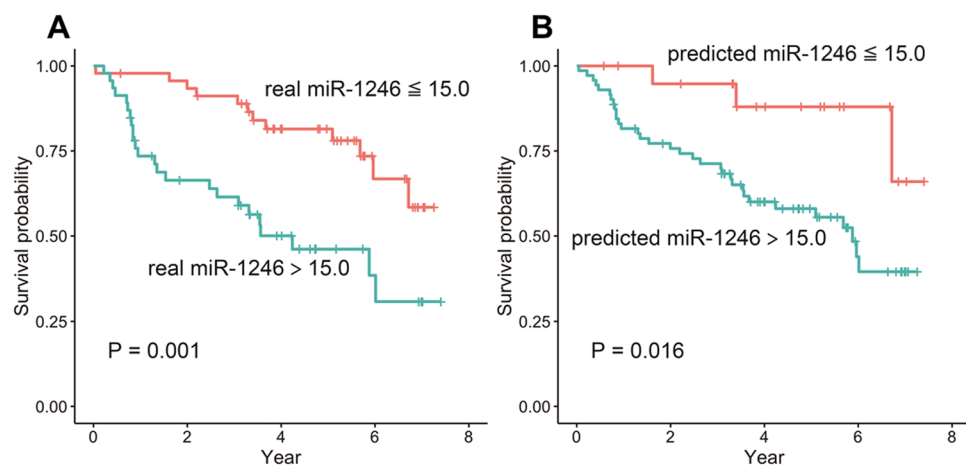 A
real miR-1246 ≦ 15.0
real miR-1246 > 15.0
P = 0.001
Survival probability
1.00
0.75
0.50
0.25
0.00
0 2 4 6 8
Year
B
predicted miR-1246 ≦ 15.0
predicted miR-1246 > 15.0
P = 0.016
Survival probability
1.00
0.75
0.50
0.25
0.00
0 2 4 6 8
Year